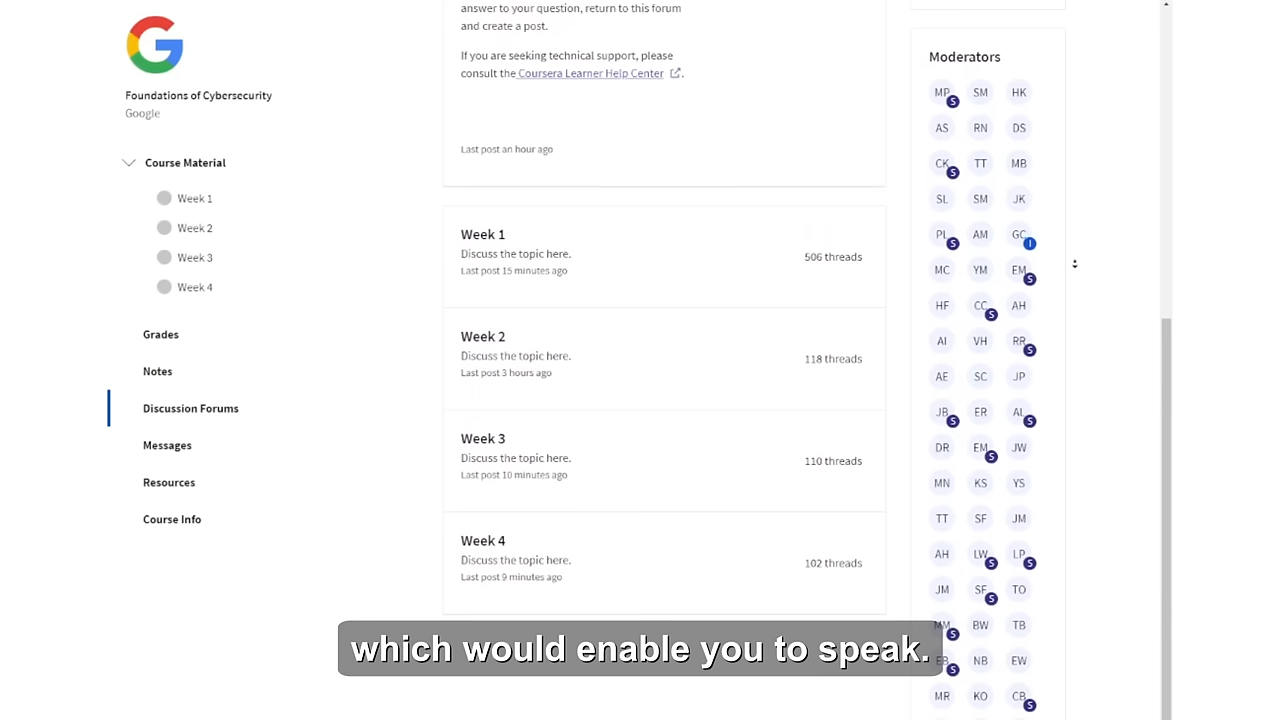 answer to your question, return to this forum
and create a post.
If you are seeking technical support, please
consult the Coursera Learner Help Center.
Last post an hour ago
Foundations of Cybersecurity
Google
Course Material
Week 1
Week 2
Week 3
Week 4
Grades
Notes
Discussion Forums
Messages
Resources
Course Info
Week 1
Discuss the topic here.
Last post 15 minutes ago
506 threads
Week 2
Discuss the topic here.
Last post 3 hours ago
118 threads
Week 3
Discuss the topic here.
Last post 10 minutes ago
110 threads
Week 4
Discuss the topic here.
Last post 9 minutes ago
102 threads
Moderators
MP S SM HK
AS RN DS
CK S TT MB
SL SM JK
PL S AM GC I
MC YM EM S
HF CC S AH
AI VH RR S
AE SC JP
JB S ER AL S
DR EM S JW
MN KS YS
TT SF JM
AH LW S LP S
JM SF S TO
MM S BW TB
EB S NB EW
MR KO CB S
which would enable you to speak.